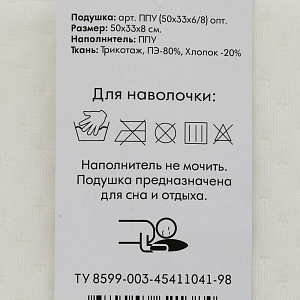 Подушка: арт. ППУ (50х33х6/8) опт.
Размер: 50х33х8 см.
Наполнитель: ППУ
Ткань: Трикотаж, ПЭ-80%, Хлопок -20%
Для наволочки:
Наполнитель не мочить.
Подушка предназначена
для сна и отдыха.
ТУ 8599-003-45411041-98